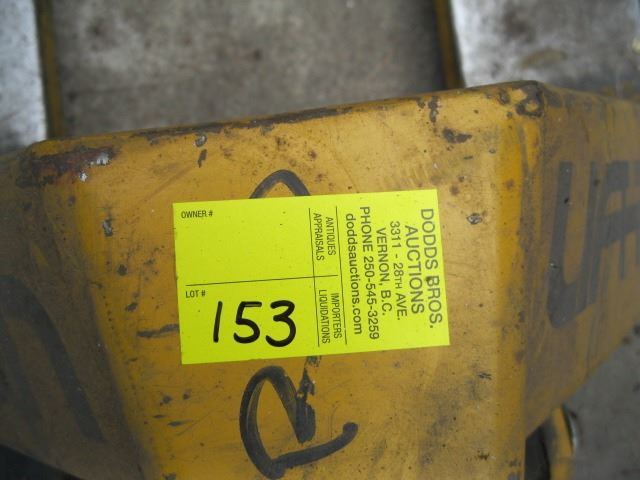 OWNER #
LOT #
153
ANTIQUES
APPRAISALS
IMPORTERS
LIQUIDATIONS
DODDS BROS.
AUCTIONS
3311 - 28TH AVE.
VERNON, B.C.
PHONE 250-545-3259
doddsauctions.com